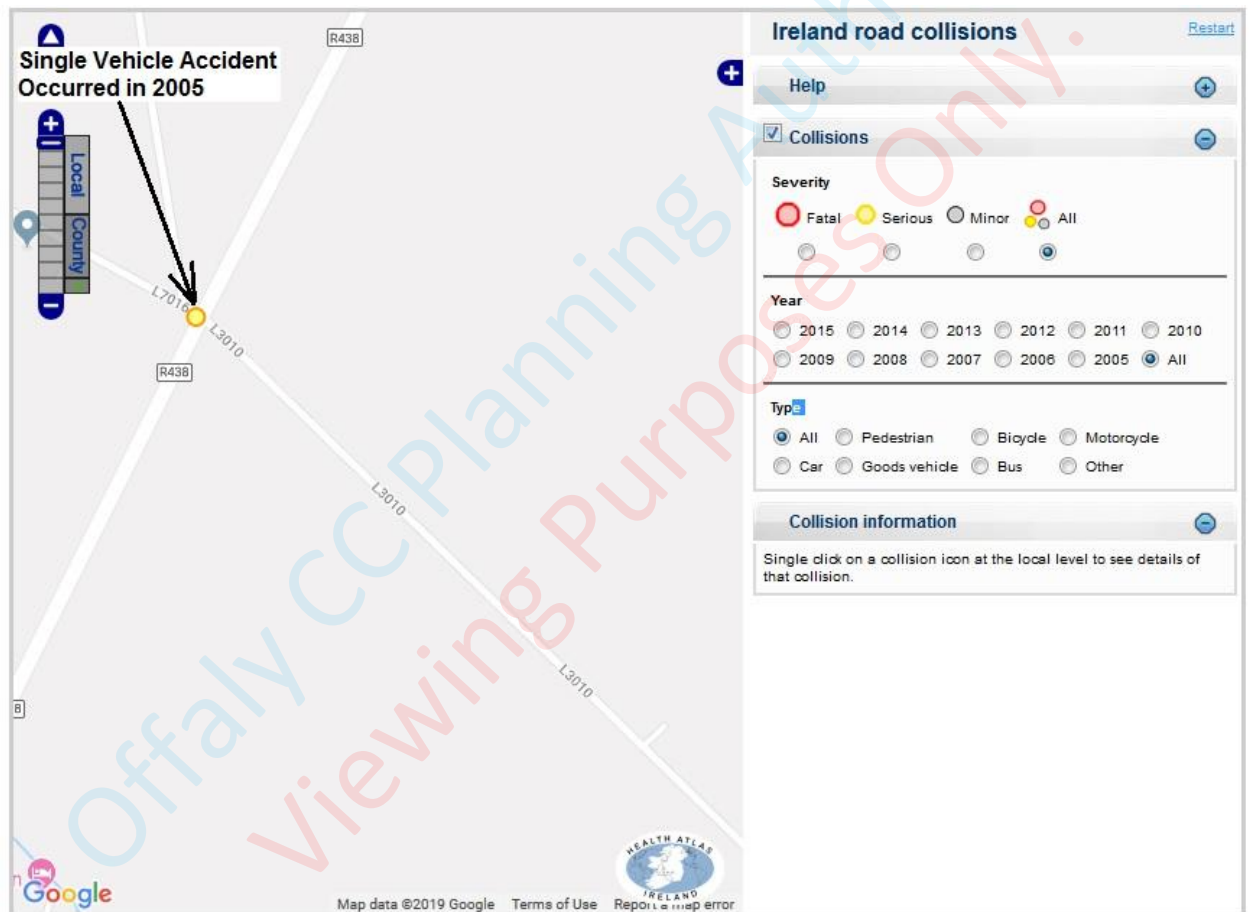 R438
Single Vehicle Accident
Occurred in 2005
Local
County
L7016
L3010
R438
L3010
L3010
8
Google
Map data ©2019 Google Terms of Use Report a map error
HEALTH ATLAS
IRELAND
Ireland road collisions
Restart
Help
Collisions
Severity
Fatal Serious Minor All
Year
2015 2014 2013 2012 2011 2010
2009 2008 2007 2006 2005 All
Type
All Pedestrian Bicycle Motorcycle
Car Goods vehicle Bus Other
Collision information
Single click on a collision icon at the local level to see details of
that collision.
Offaly CC Planning Auth
Viewing Purposes Only.